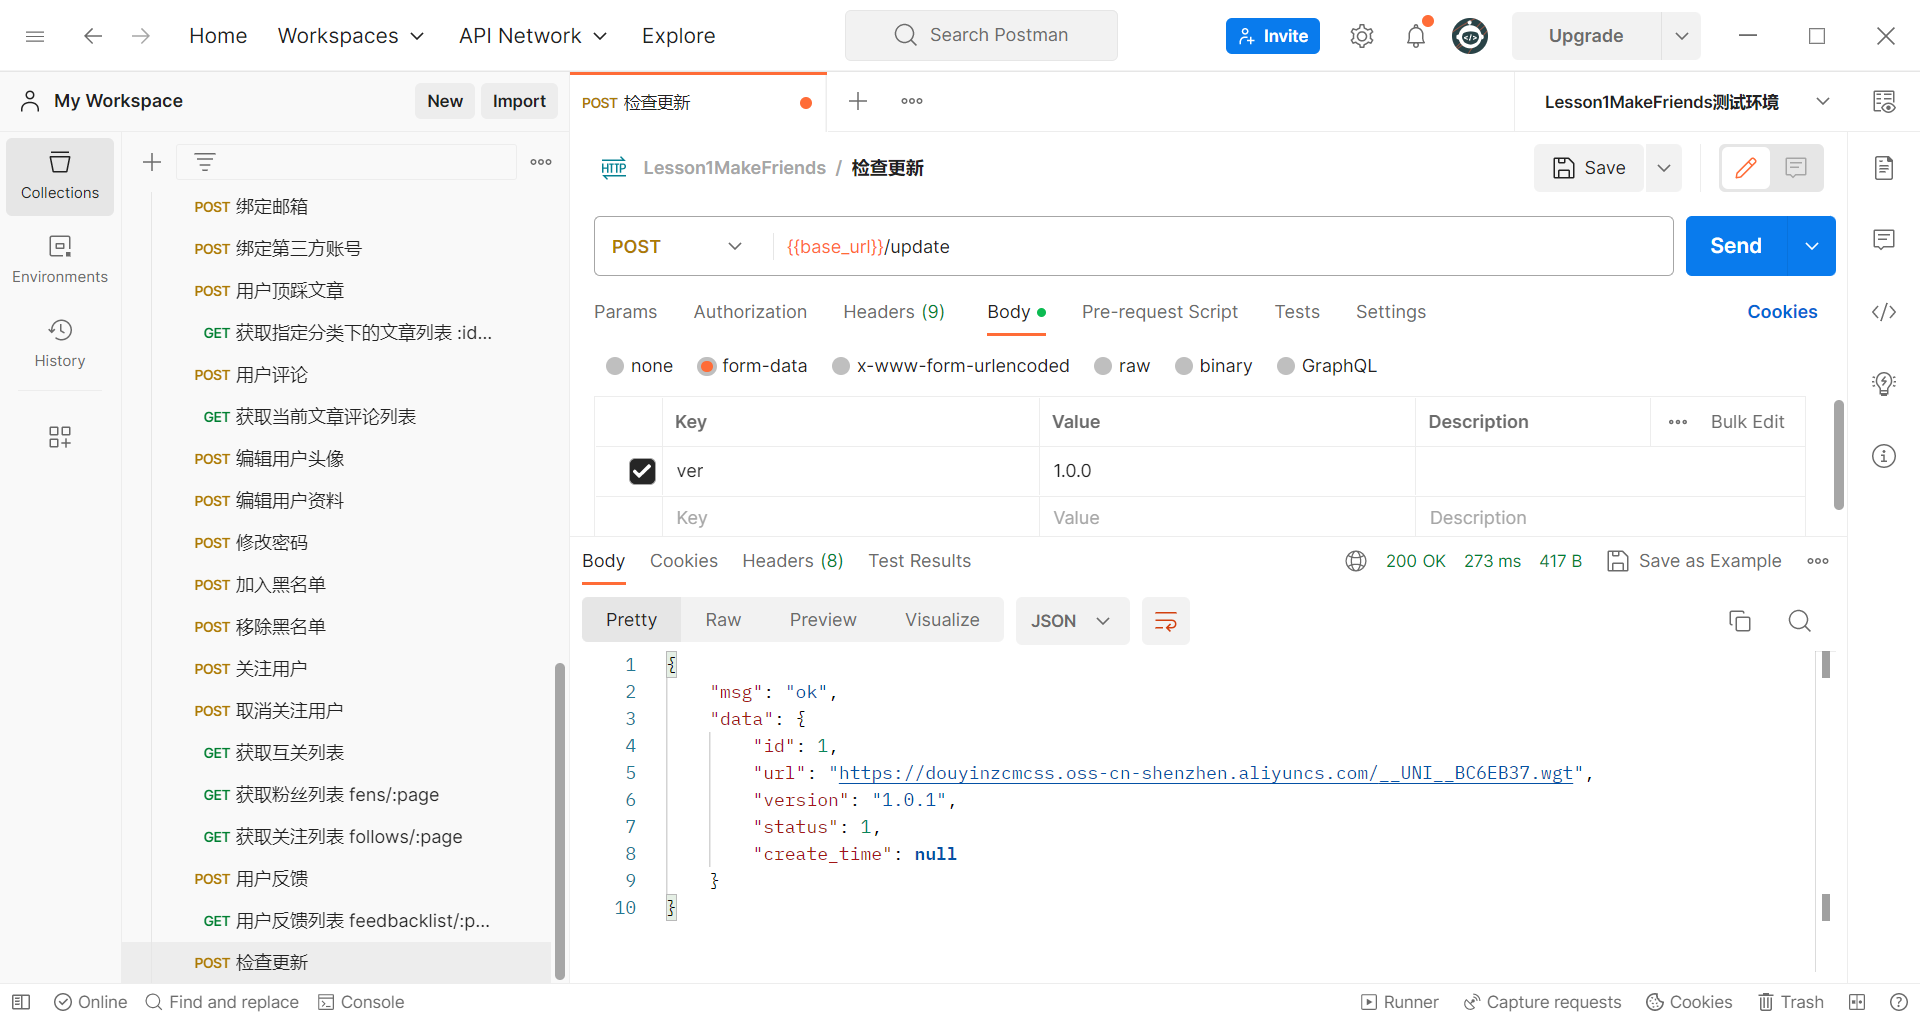 Home
Workspaces
API Network
Explore
Search Postman
Invite
Upgrade
My Workspace
New
Import
POST 检查更新
Lesson1MakeFriends测试环境
Collections
Environments
History
POST 绑定邮箱
POST 绑定第三方账号
POST 用户顶踩文章
GET 获取指定分类下的文章列表 :id...
POST 用户评论
GET 获取当前文章评论列表
POST 编辑用户头像
POST 编辑用户资料
POST 修改密码
POST 加入黑名单
POST 移除黑名单
POST 关注用户
POST 取消关注用户
GET 获取互关列表
GET 获取粉丝列表 fens/:page
GET 获取关注列表 follows/:page
POST 用户反馈
GET 用户反馈列表 feedbacklist/:p...
POST 检查更新
HTTP Lesson1MakeFriends / 检查更新
Save
POST
{{base_url}}/update
Send
Params
Authorization
Headers (9)
Body
Pre-request Script
Tests
Settings
Cookies
none
form-data
x-www-form-urlencoded
raw
binary
GraphQL
Key
Value
Description
Bulk Edit
ver
1.0.0
Key
Value
Description
Body
Cookies
Headers (8)
Test Results
200 OK
273 ms
417 B
Save as Example
Pretty
Raw
Preview
Visualize
JSON
1 {
2 "msg": "ok",
3 "data": {
4 "id": 1,
5 "url": "https://douyinzcmcss.oss-cn-shenzhen.aliyuncs.com/__UNI__BC6EB37.wgt",
6 "version": "1.0.1",
7 "status": 1,
8 "create_time": null
9 }
10 }
Online
Find and replace
Console
Runner
Capture requests
Cookies
Trash